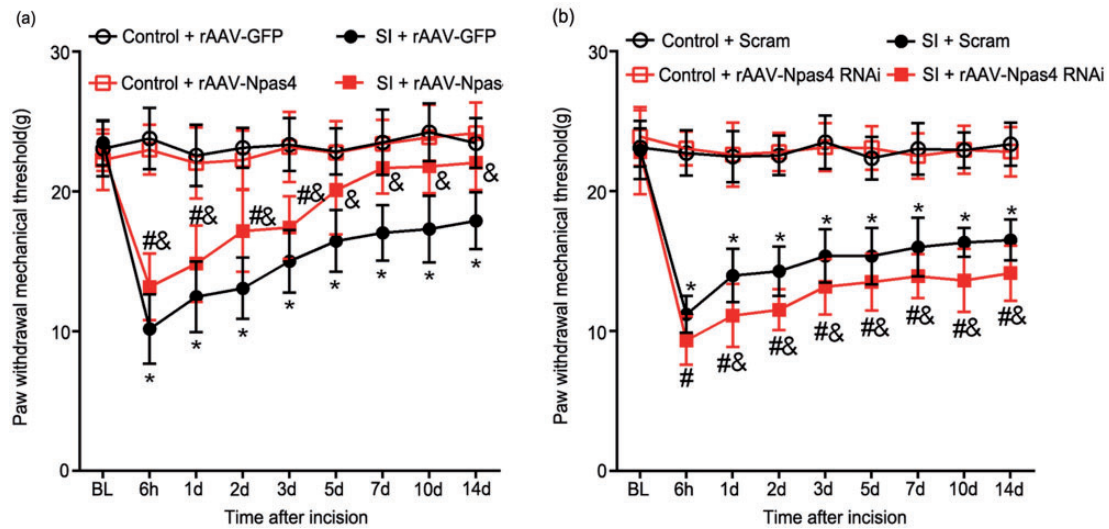 (a)
Control + rAAV-GFP
SI + rAAV-GFP
Control + rAAV-Npas4
SI + rAAV-Npas
Paw withdrawal mechanical threshold(g)
30
20
10
0
#& #& #& #& & & & &
* * * * * * * *
BL 6h 1d 2d 3d 5d 7d 10d 14d
Time after incision
(b)
Control + Scram
SI + Scram
Control + rAAV-Npas4 RNAi
SI + rAAV-Npas4 RNAi
Paw withdrawal mechanical threshold(g)
30
20
10
0
* * * * * * * *
# #& #& #& #& #& #& #&
BL 6h 1d 2d 3d 5d 7d 10d 14d
Time after incision